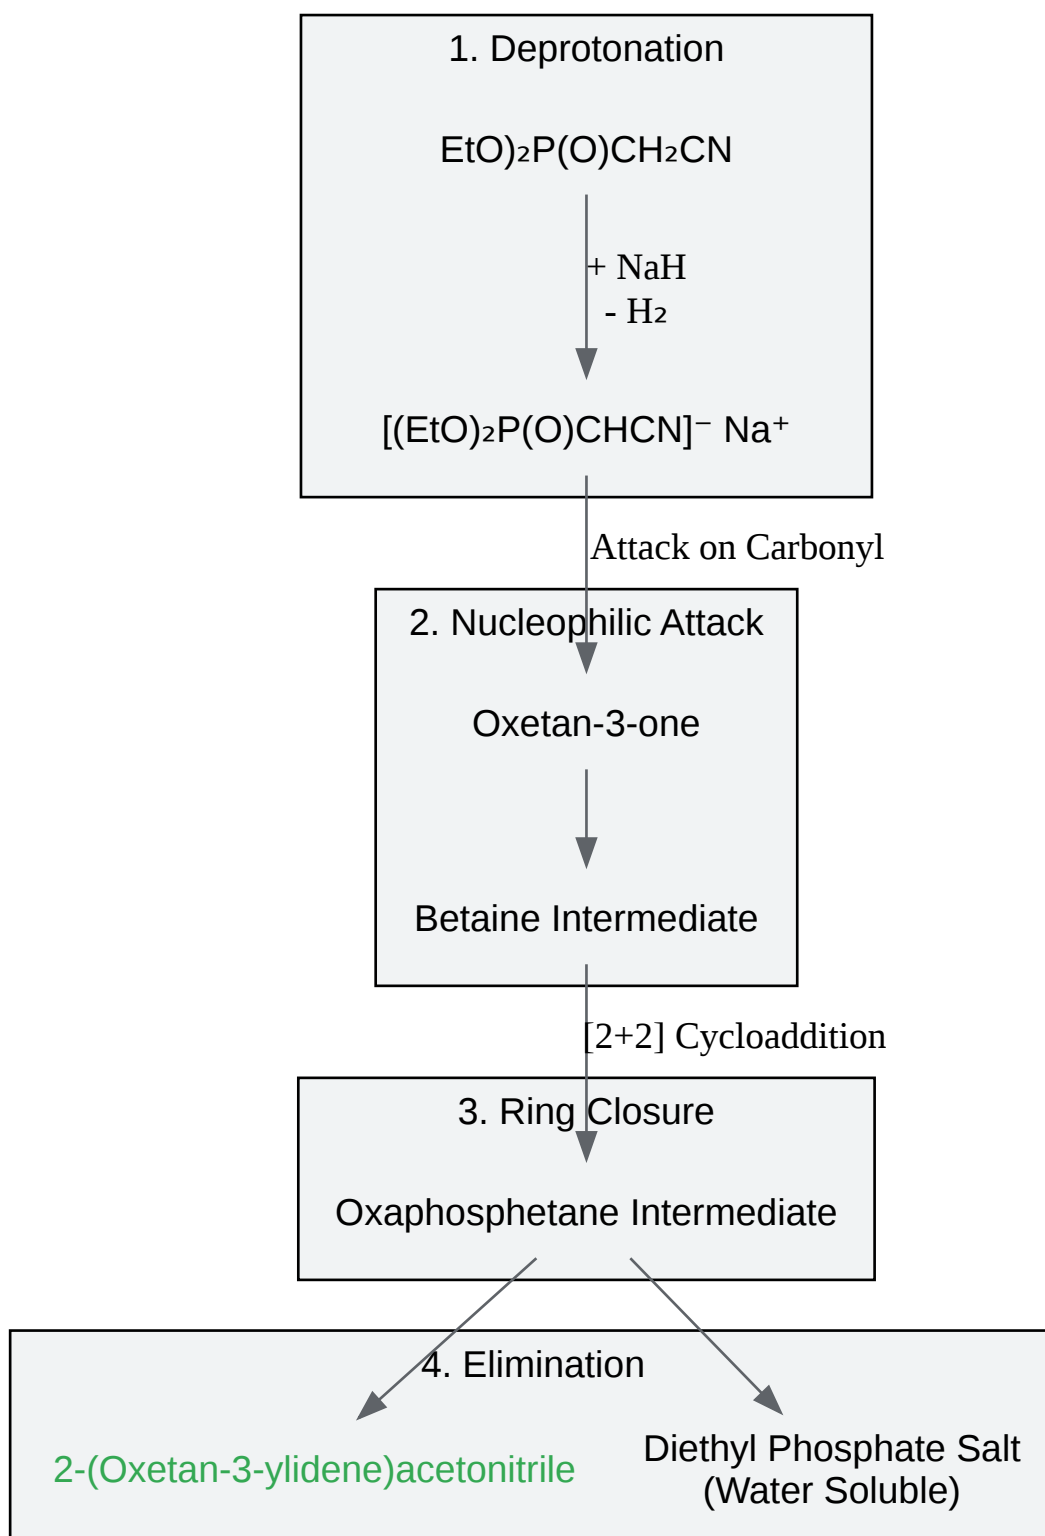 1. Deprotonation
EtO)₂P(O)CH₂CN
+ NaH
- H₂
[(EtO)₂P(O)CHCN]⁻ Na⁺
Attack on Carbonyl
2. Nucleophilic Attack
Oxetan-3-one
Betaine Intermediate
[2+2] Cycloaddition
3. Ring Closure
Oxaphosphetane Intermediate
4. Elimination
2-(Oxetan-3-ylidene)acetonitrile
Diethyl Phosphate Salt
(Water Soluble)